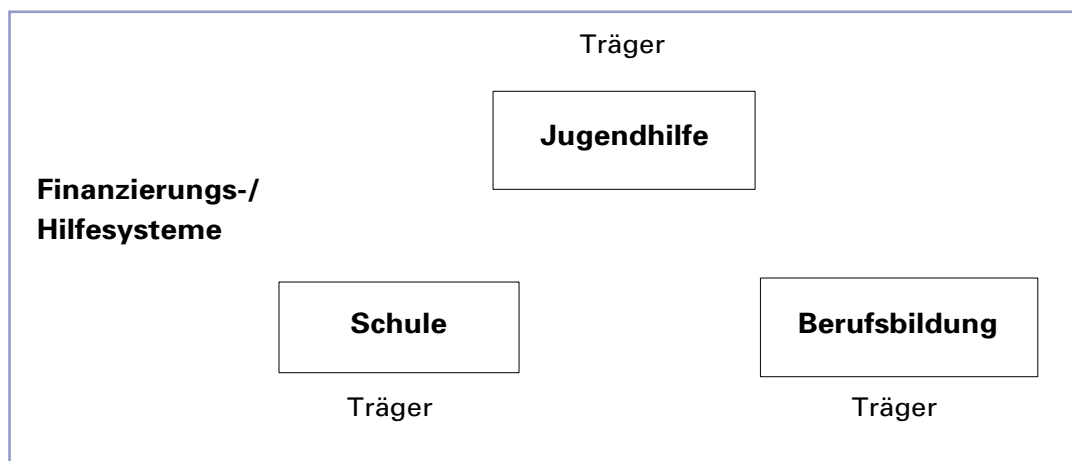 Träger
Jugendhilfe
Finanzierungs-/
Hilfesysteme
Schule
Berufsbildung
Träger
Träger